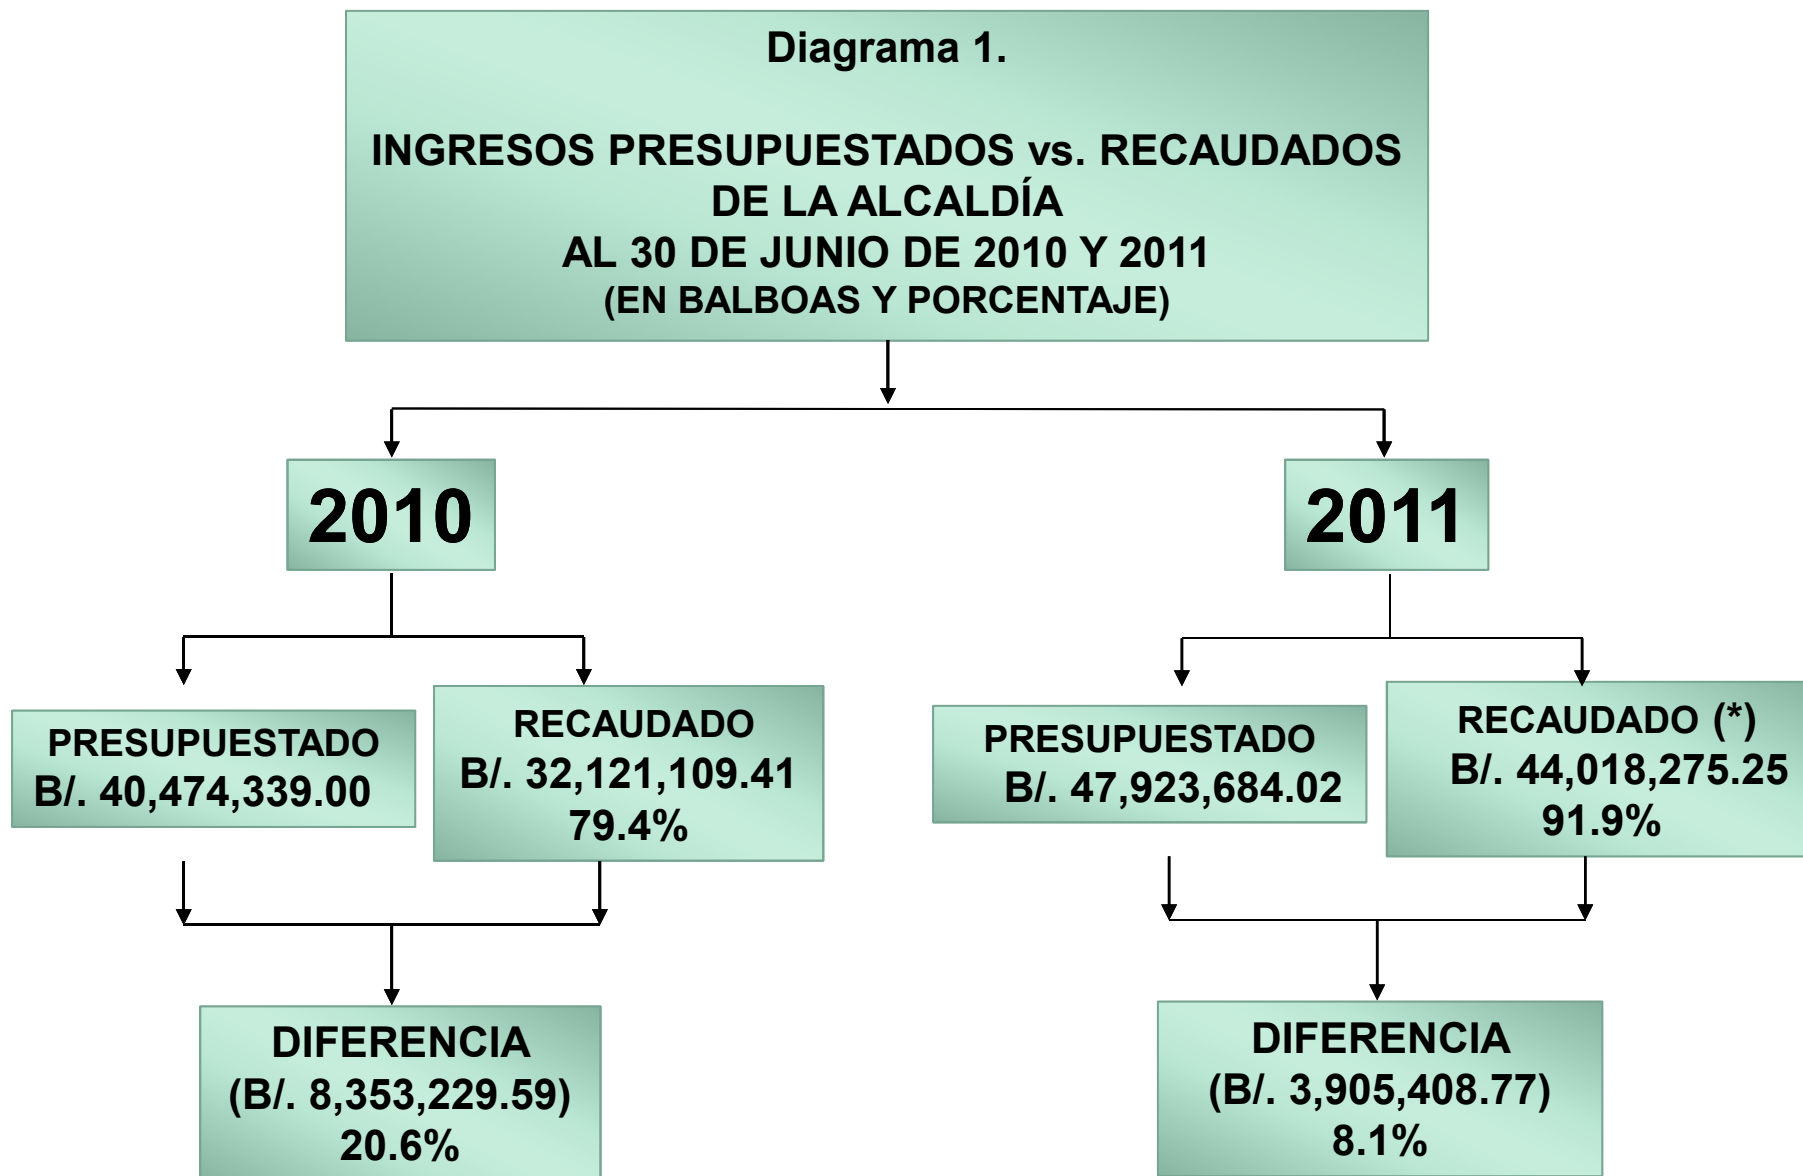 Diagrama 1.
INGRESOS PRESUPUESTADOS vs. RECAUDADOS
DE LA ALCALDÍA
AL 30 DE JUNIO DE 2010 Y 2011
(EN BALBOAS Y PORCENTAJE)
2010
2011
PRESUPUESTADO
B/. 40,474,339.00
RECAUDADO
B/. 32,121,109.41
79.4%
PRESUPUESTADO
B/. 47,923,684.02
RECAUDADO (*)
B/. 44,018,275.25
91.9%
DIFERENCIA
(B/. 8,353,229.59)
20.6%
DIFERENCIA
(B/. 3,905,408.77)
8.1%